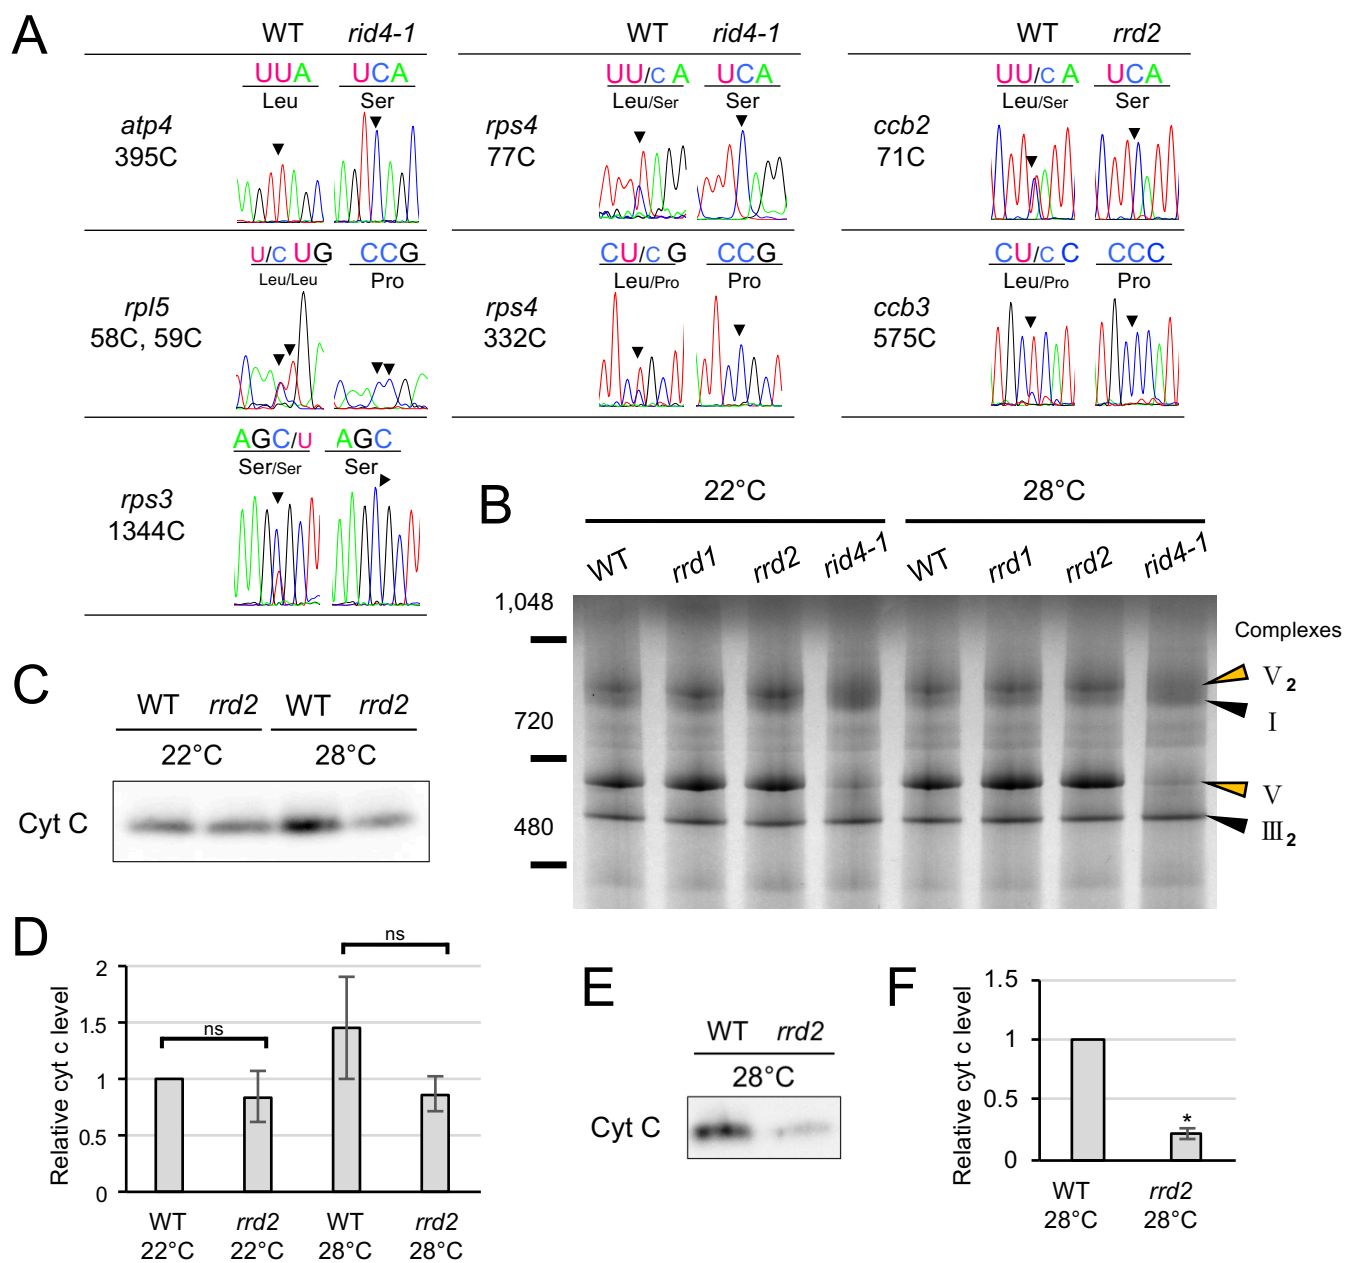 A
WT rid4-1
UUA UCA
Leu Ser
atp4
395C
U/C UG CCG
Leu/Leu Pro
rpl5
58C, 59C
AGC/U AGC
Ser/Ser Ser
rps3
1344C
WT rid4-1
UU/C A UCA
Leu/Ser Ser
rps4
77C
CU/C G CCG
Leu/Pro Pro
rps4
332C
WT rrd2
UU/C A UCA
Leu/Ser Ser
ccb2
71C
CU/C C CCC
Leu/Pro Pro
ccb3
575C
B
22°C 28°C
WT rrd1 rrd2 rid4-1 WT rrd1 rrd2 rid4-1
1,048
720
480
Complexes
V2
I
V
III2
C
WT rrd2 WT rrd2
22°C 28°C
Cyt C
D
Relative cyt c level
2
1.5
1
0.5
0
ns
ns
WT rrd2 WT rrd2
22°C 22°C 28°C 28°C
E
WT rrd2
28°C
Cyt C
F
Relative cyt c level
1.5
1
0.5
0
*
WT rrd2
28°C 28°C